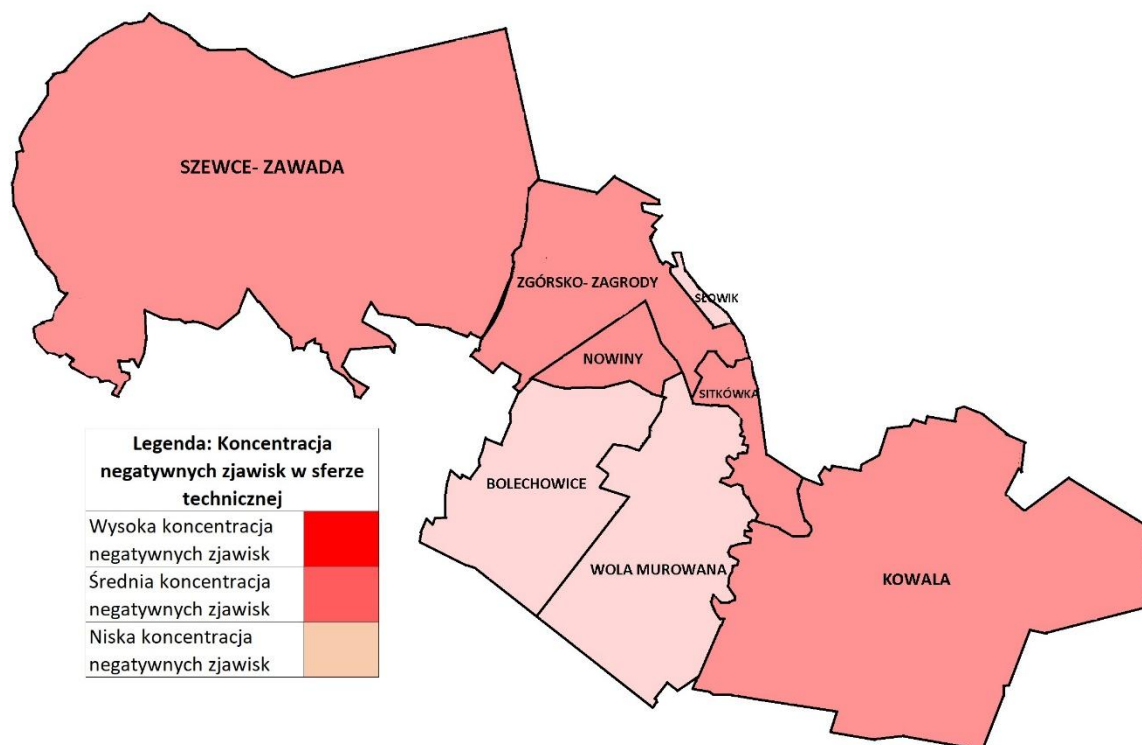 SZEWCE- ZAWADA
ZGÓRSKO- ZAGRODY
SŁOWIK
NOWINY
SITKÓWKA
BOLECHOWICE
WOLA MUROWANA
KOWALA
Legenda: Koncentracja
negatywnych zjawisk w sferze
technicznej
Wysoka koncentracja
negatywnych zjawisk
Średnia koncentracja
negatywnych zjawisk
Niska koncentracja
negatywnych zjawisk